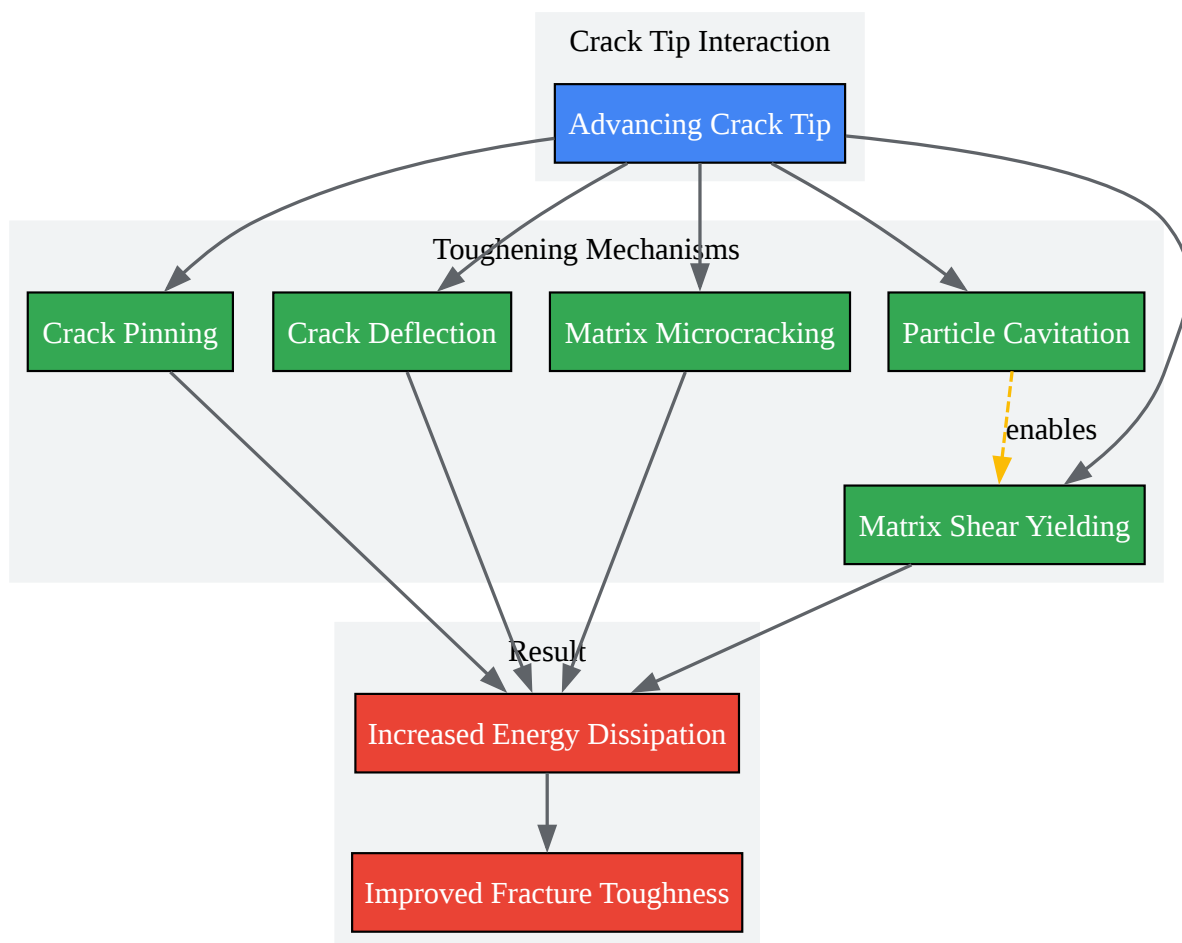 Crack Tip Interaction
Advancing Crack Tip
Toughening Mechanisms
Crack Pinning
Crack Deflection
Matrix Microcracking
Particle Cavitation
enables
Matrix Shear Yielding
Result
Increased Energy Dissipation
Improved Fracture Toughness